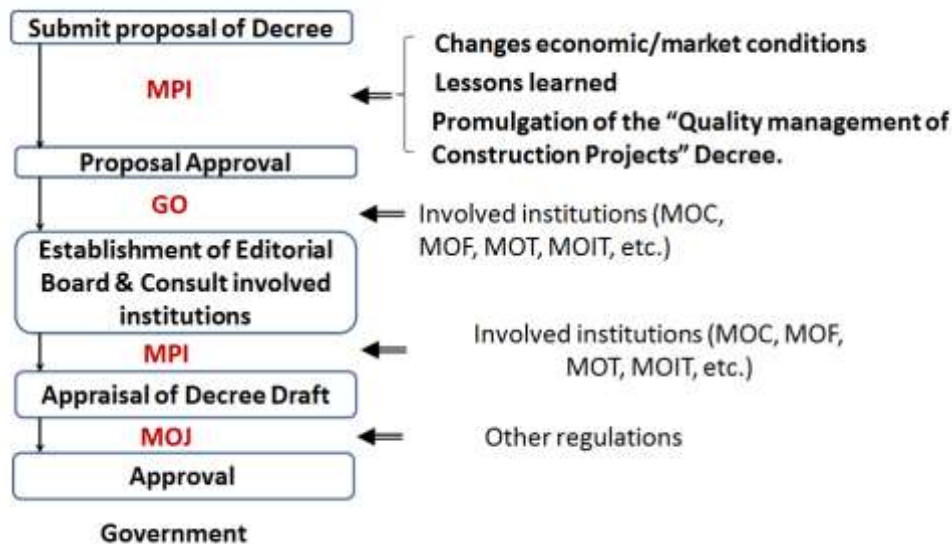 Submit proposal of Decree
MPI
Changes economic/market conditions
Lessons learned
Promulgation of the “Quality management of
Construction Projects” Decree.
Proposal Approval
GO
Involved institutions (MOC,
MOF, MOT, MOIT, etc.)
Establishment of Editorial
Board & Consult involved
institutions
MPI
Involved institutions (MOC, MOF,
MOT, MOIT, etc.)
Appraisal of Decree Draft
MOJ
Other regulations
Approval
Government